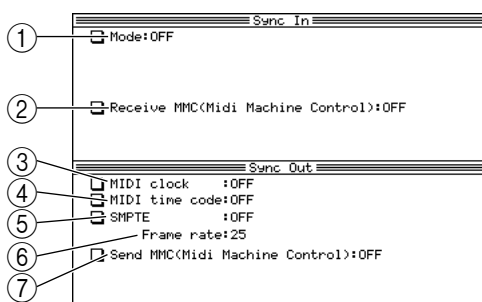 Sync In
① Mode:OFF
② Receive MMC(Midi Machine Control):OFF
Sync Out
③ MIDI clock :OFF
④ MIDI time code:OFF
⑤ SMPTE :OFF
⑥ Frame rate:25
⑦ Send MMC(Midi Machine Control):OFF